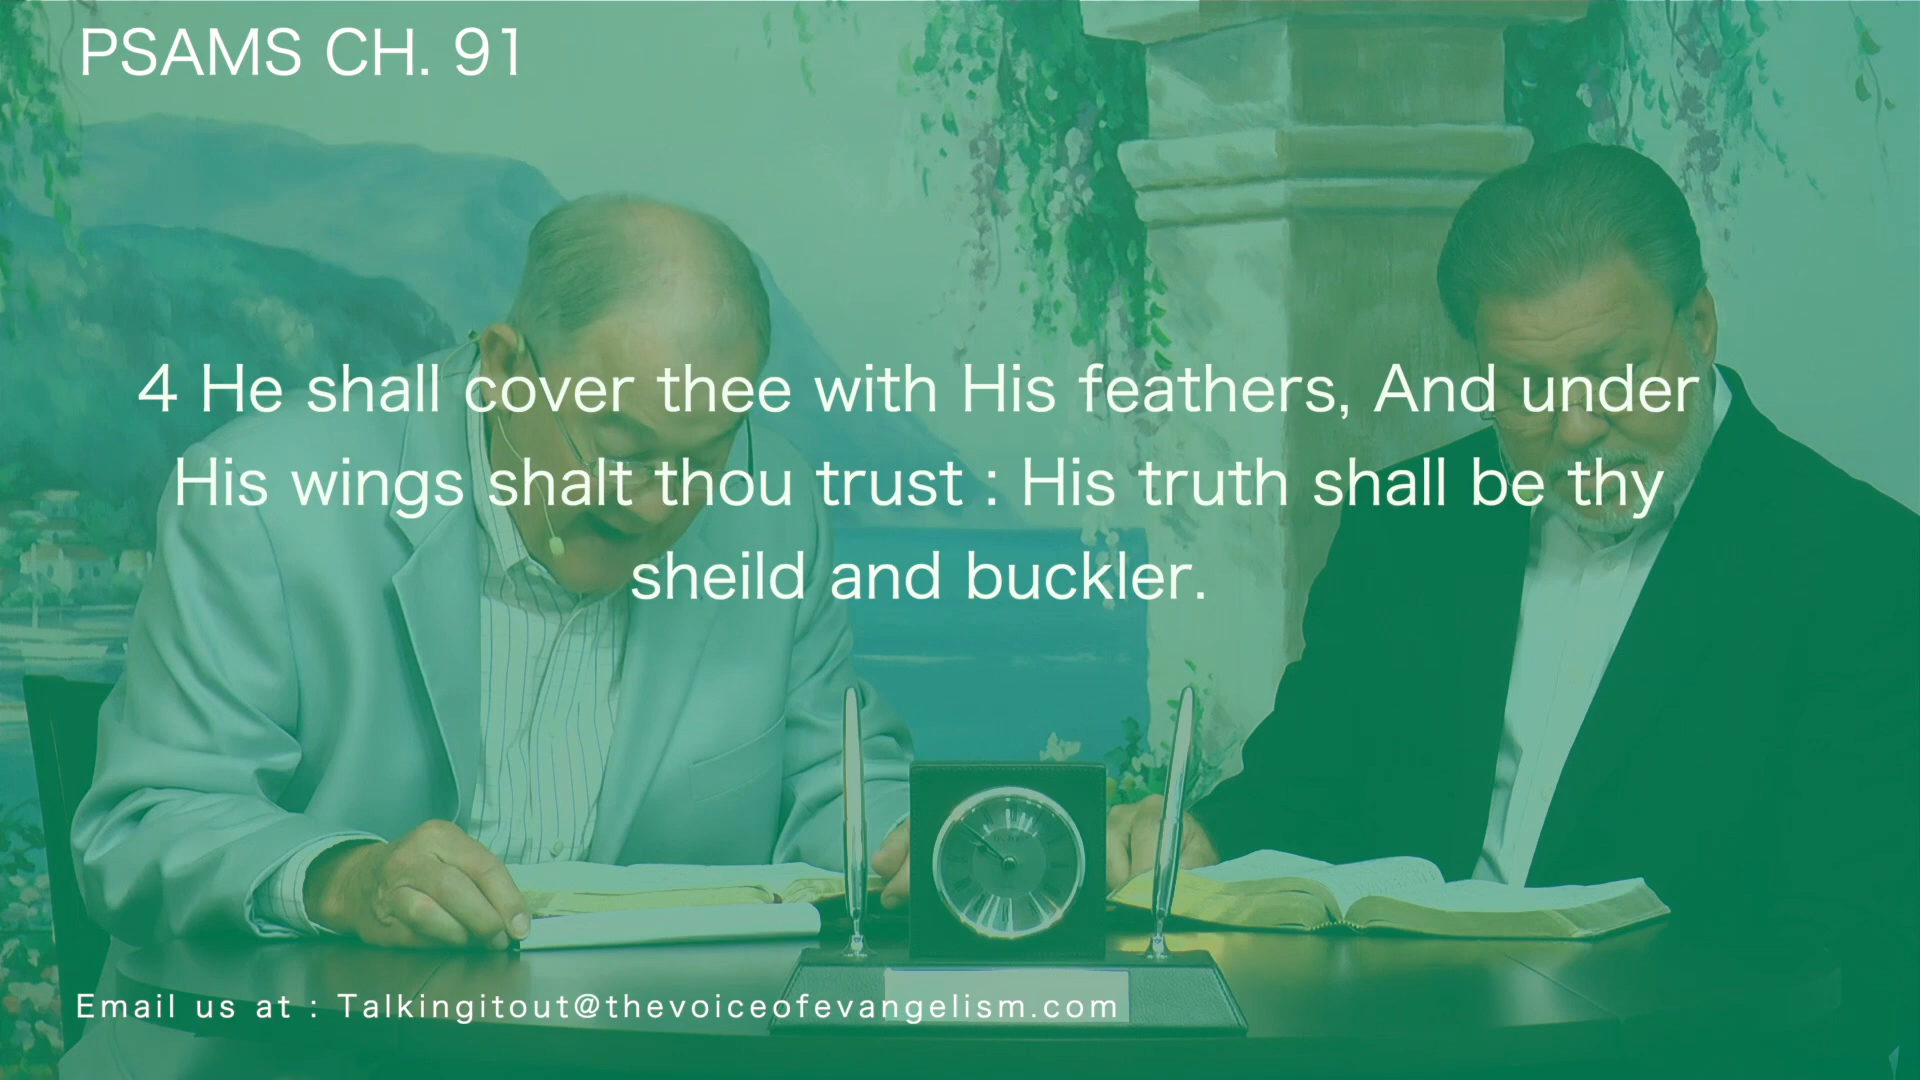 PSAMS CH. 91
4 He shall cover thee with His feathers, And under
His wings shalt thou trust : His truth shall be thy
sheild and buckler.
Email us at : Talkingitout@thevoiceofevangelism.com